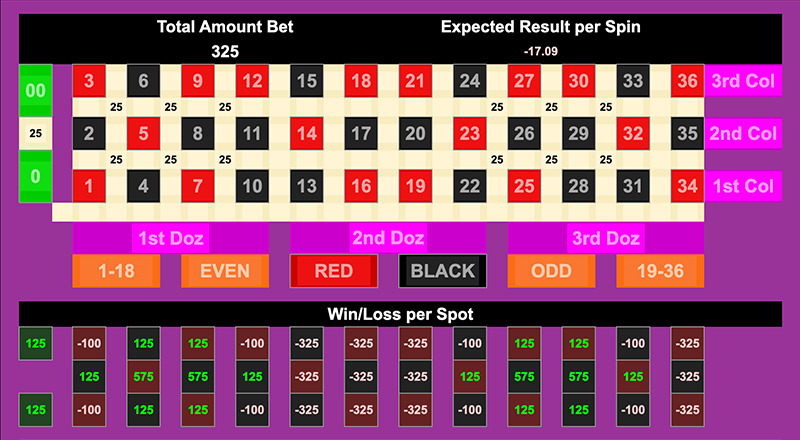 Total Amount Bet Expected Result per Spin
325 -17.09
00 3 6 9 12 15 18 21 24 27 30 33 36 3rd Col
25 25 25 25 25 25
25 2 5 8 11 14 17 20 23 26 29 32 35 2nd Col
25 25 25 25 25 25
0 1 4 7 10 13 16 19 22 25 28 31 34 1st Col
1st Doz 2nd Doz 3rd Doz
1-18 EVEN RED BLACK ODD 19-36
Win/Loss per Spot
125 -100 125 125 -100 -325 -325 -325 -100 125 125 -100 -325
125 575 575 125 -325 -325 -325 125 575 575 125 -325
125 -100 125 125 -100 -325 -325 -325 -100 125 125 -100 -325